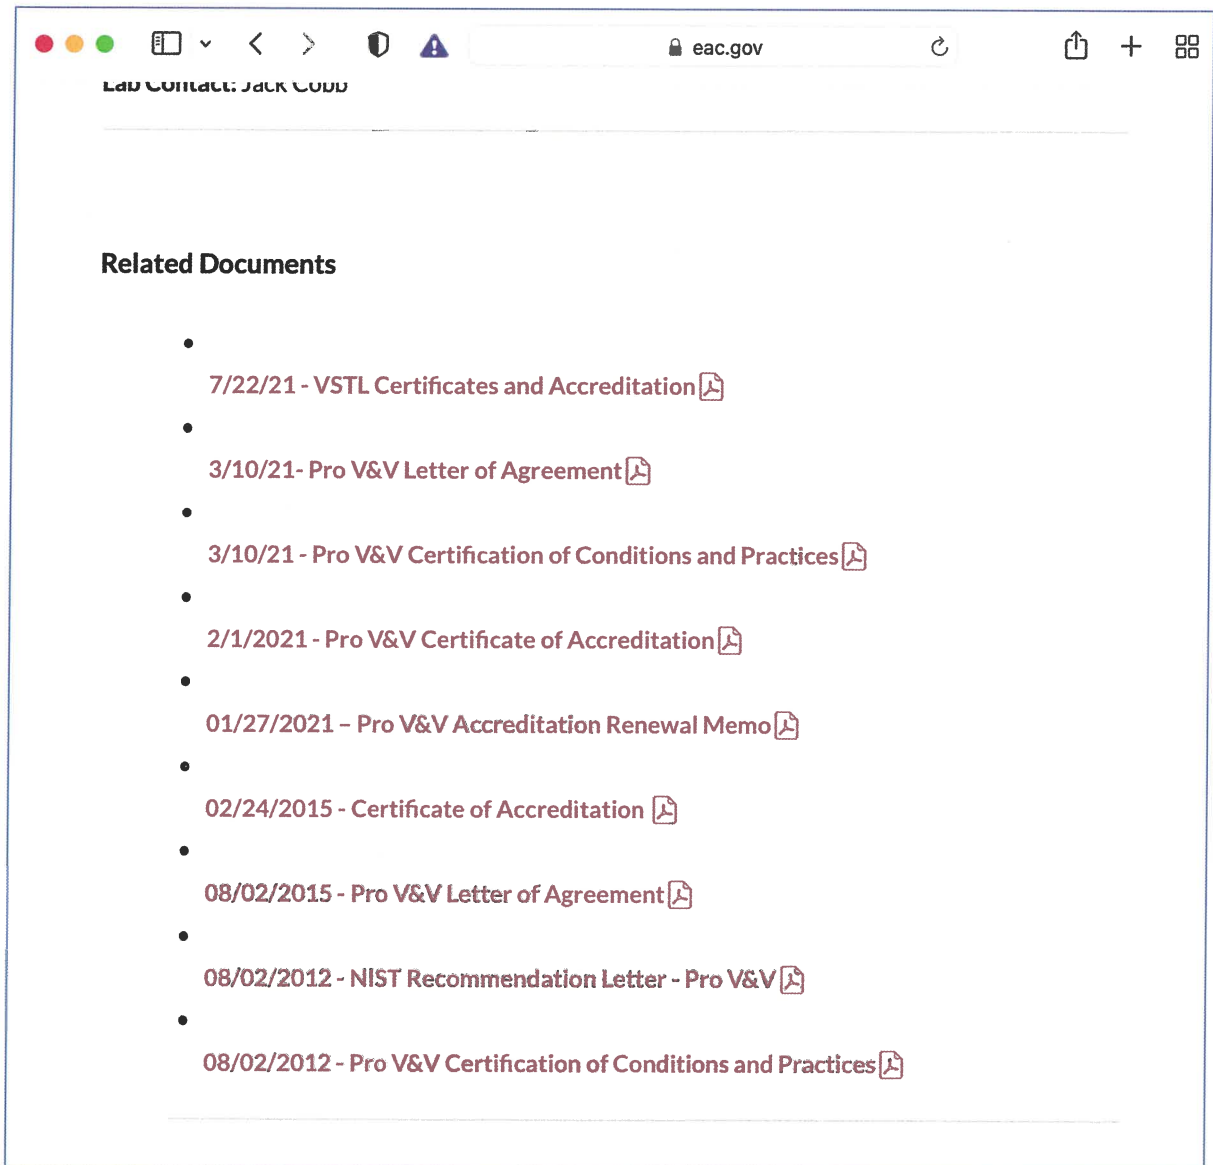 eac.gov
Lab Contact: Jack Cobb
Related Documents
7/22/21 - VSTL Certificates and Accreditation
3/10/21- Pro V&V Letter of Agreement
3/10/21 - Pro V&V Certification of Conditions and Practices
2/1/2021 - Pro V&V Certificate of Accreditation
01/27/2021 – Pro V&V Accreditation Renewal Memo
02/24/2015 - Certificate of Accreditation
08/02/2015 - Pro V&V Letter of Agreement
08/02/2012 - NIST Recommendation Letter - Pro V&V
08/02/2012 - Pro V&V Certification of Conditions and Practices